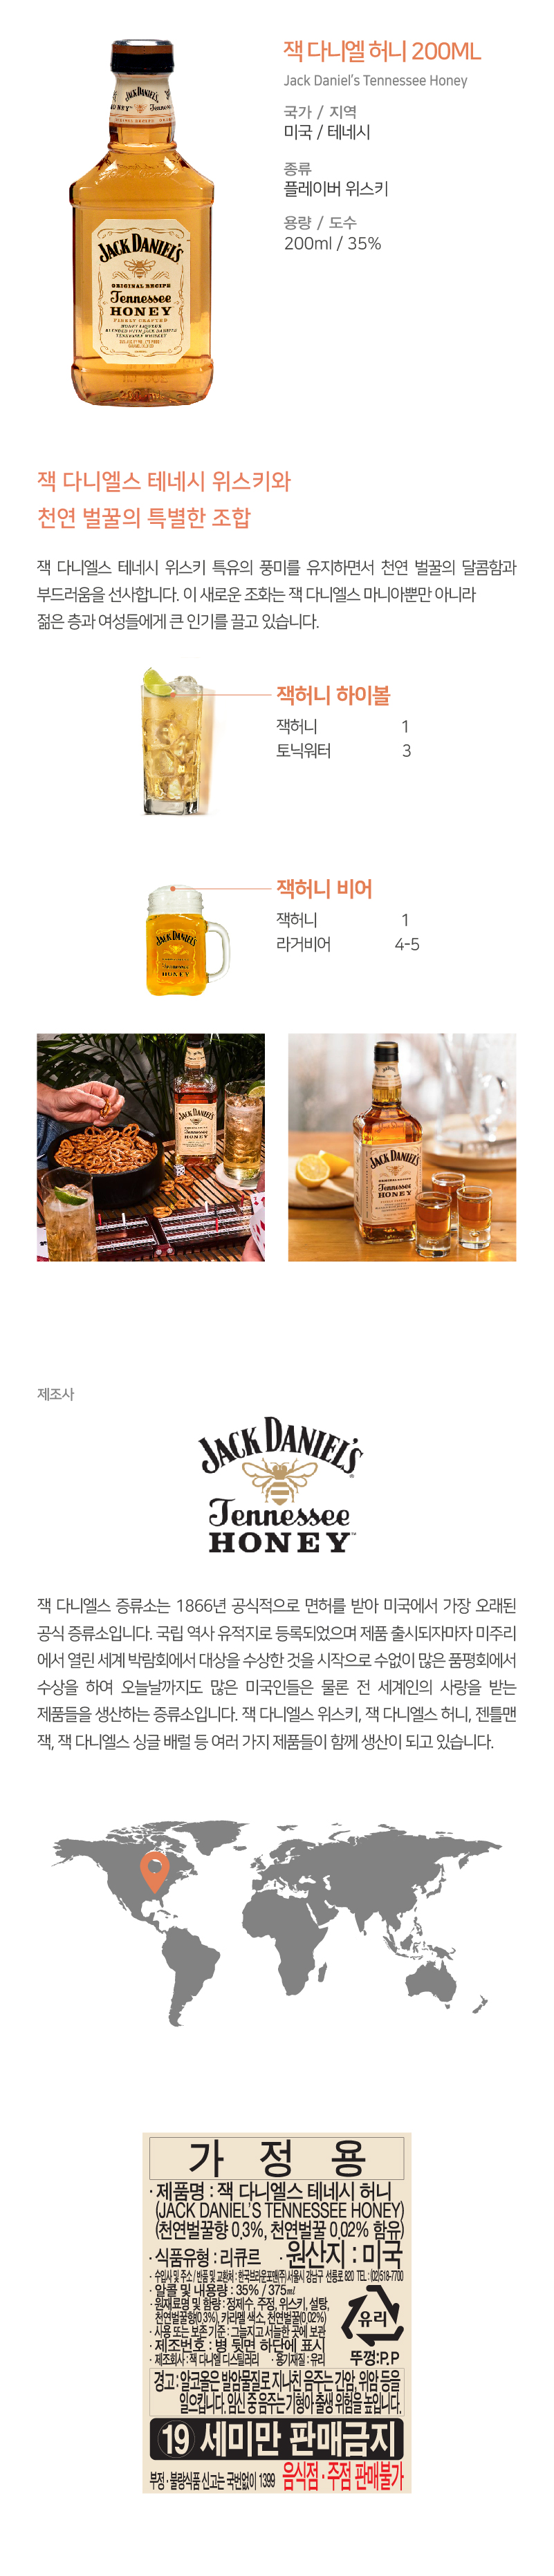 잭 다니엘 허니 200ML
Jack Daniel's Tennessee Honey
국가 / 지역
미국 / 테네시
종류
플레이버 위스키
용량 / 도수
200ml / 35%
JACK DANIEL'S
JACK DANIEL'S
ORIGINAL RECIPE
Tennessee
HONEY
FINELY CRAFTED
HONEY LIQUEUR
BLENDED WITH JACK DANIEL'S
TENNESSEE WHISKEY
잭 다니엘스 테네시 위스키와
천연 벌꿀의 특별한 조합
잭 다니엘스 테네시 위스키 특유의 풍미를 유지하면서 천연 벌꿀의 달콤함과
부드러움을 선사합니다. 이 새로운 조화는 잭 다니엘스 마니아뿐만 아니라
젊은 층과 여성들에게 큰 인기를 끌고 있습니다.
잭허니 하이볼
잭허니 1
토닉워터 3
잭허니 비어
잭허니 1
라거비어 4-5
JACK DANIEL'S
Tennessee
HONEY
JACK DANIEL'S
Tennessee
HONEY
JACK DANIEL'S
Tennessee
HONEY
제조사
JACK DANIEL'S
Tennessee
HONEY™
잭 다니엘스 증류소는 1866년 공식적으로 면허를 받아 미국에서 가장 오래된
공식 증류소입니다. 국립 역사 유적지로 등록되었으며 제품 출시되자마자 미주리
에서 열린 세계 박람회에서 대상을 수상한 것을 시작으로 수없이 많은 품평회에서
수상을 하여 오늘날까지도 많은 미국인들은 물론 전 세계인의 사랑을 받는
제품들을 생산하는 증류소입니다. 잭 다니엘스 위스키, 잭 다니엘스 허니, 젠틀맨
잭, 잭 다니엘스 싱글 배럴 등 여러 가지 제품들이 함께 생산이 되고 있습니다.
가 정 용
· 제품명 : 잭 다니엘스 테네시 허니
(JACK DANIEL'S TENNESSEE HONEY)
(천연벌꿀향 0.3%, 천연벌꿀 0.02% 함유)
· 식품유형 : 리큐르 · 원산지 : 미국
· 수입사 및 주소 / 반품 및 교환처 : 한국브라운포맨㈜ 서울시 강남구 선릉로 820 TEL : (02)518-7700
· 알콜 및 내용량 : 35% / 375ml
· 원재료명 및 함량 : 정제수, 주정, 위스키, 설탕,
천연벌꿀향(0.3%), 카라멜 색소, 천연벌꿀(0.02%)
· 사용 또는 보존 기준 : 그늘지고 서늘한 곳에 보관
· 제조번호 : 병 뒷면 하단에 표시
· 제조회사 : 잭 다니엘 디스틸러리 · 용기재질 : 유리
유리
뚜껑:P.P
경고 : 알코올은 발암물질로 지나친 음주는 간암, 위암 등을
일으킵니다. 임신 중 음주는 기형아 출생 위험을 높입니다.
19 세미만 판매금지
부정 · 불량식품 신고는 국번없이 1399 음식점 · 주점 판매불가